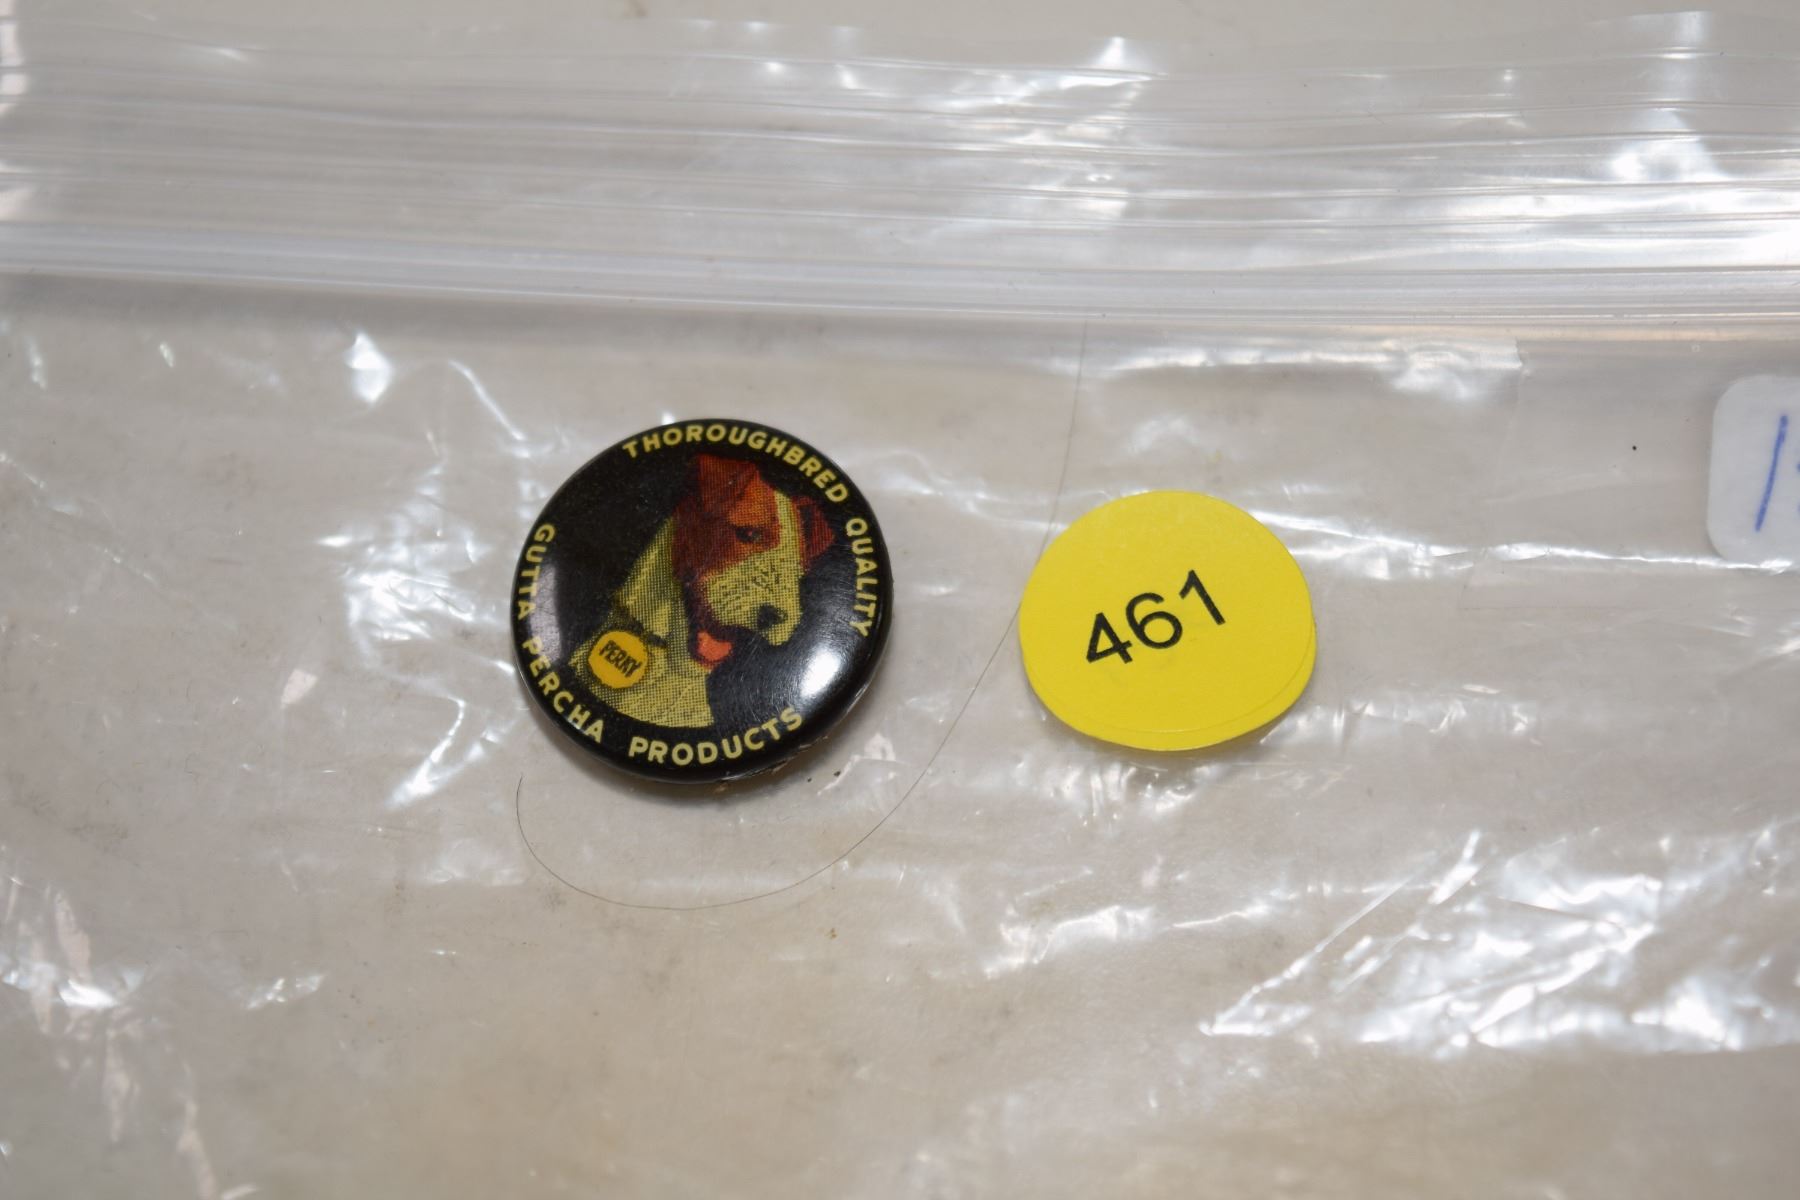 THOROUGHBRED QUALITY
PERKY
GUTTA PERCHA PRODUCTS
461